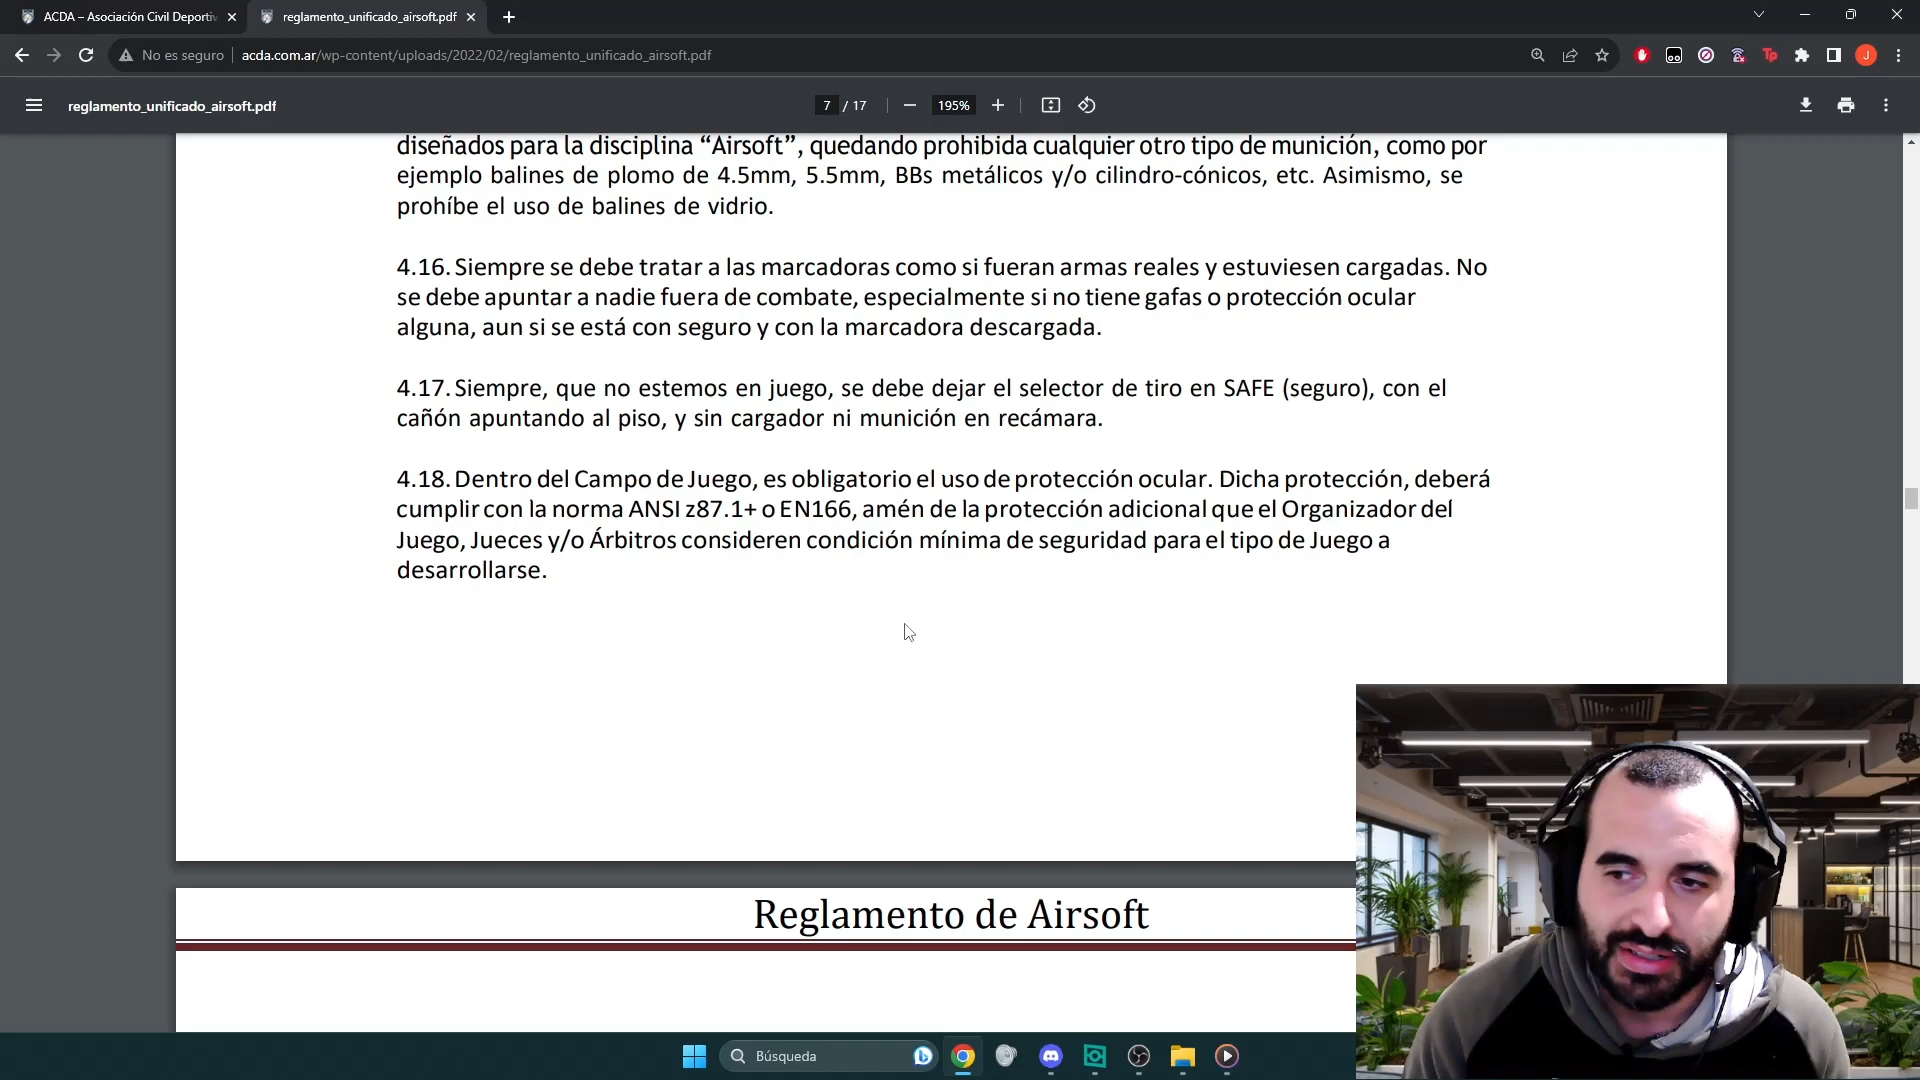 ACDA – Asociación Civil Deportiv
reglamento_unificado_airsoft.pdf
No es seguro
acda.com.ar/wp-content/uploads/2022/02/reglamento_unificado_airsoft.pdf
Tp
J
reglamento_unificado_airsoft.pdf
7 / 17
195%
diseñados para la disciplina “Airsoft”, quedando prohibida cualquier otro tipo de munición, como por
ejemplo balines de plomo de 4.5mm, 5.5mm, BBs metálicos y/o cilindro-cónicos, etc. Asimismo, se
prohíbe el uso de balines de vidrio.
4.16. Siempre se debe tratar a las marcadoras como si fueran armas reales y estuviesen cargadas. No
se debe apuntar a nadie fuera de combate, especialmente si no tiene gafas o protección ocular
alguna, aun si se está con seguro y con la marcadora descargada.
4.17. Siempre, que no estemos en juego, se debe dejar el selector de tiro en SAFE (seguro), con el
cañón apuntando al piso, y sin cargador ni munición en recámara.
4.18. Dentro del Campo de Juego, es obligatorio el uso de protección ocular. Dicha protección, deberá
cumplir con la norma ANSI z87.1+ o EN166, amén de la protección adicional que el Organizador del
Juego, Jueces y/o Árbitros consideren condición mínima de seguridad para el tipo de Juego a
desarrollarse.
Reglamento de Airsoft
Búsqueda